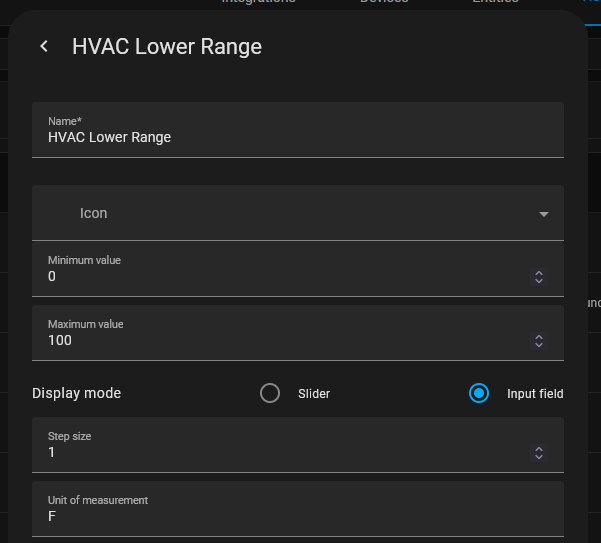 Integrations Devices Entities
HVAC Lower Range
Name*
HVAC Lower Range
Icon
Minimum value
0
Maximum value
100
Display mode Slider Input field
Step size
1
Unit of measurement
F